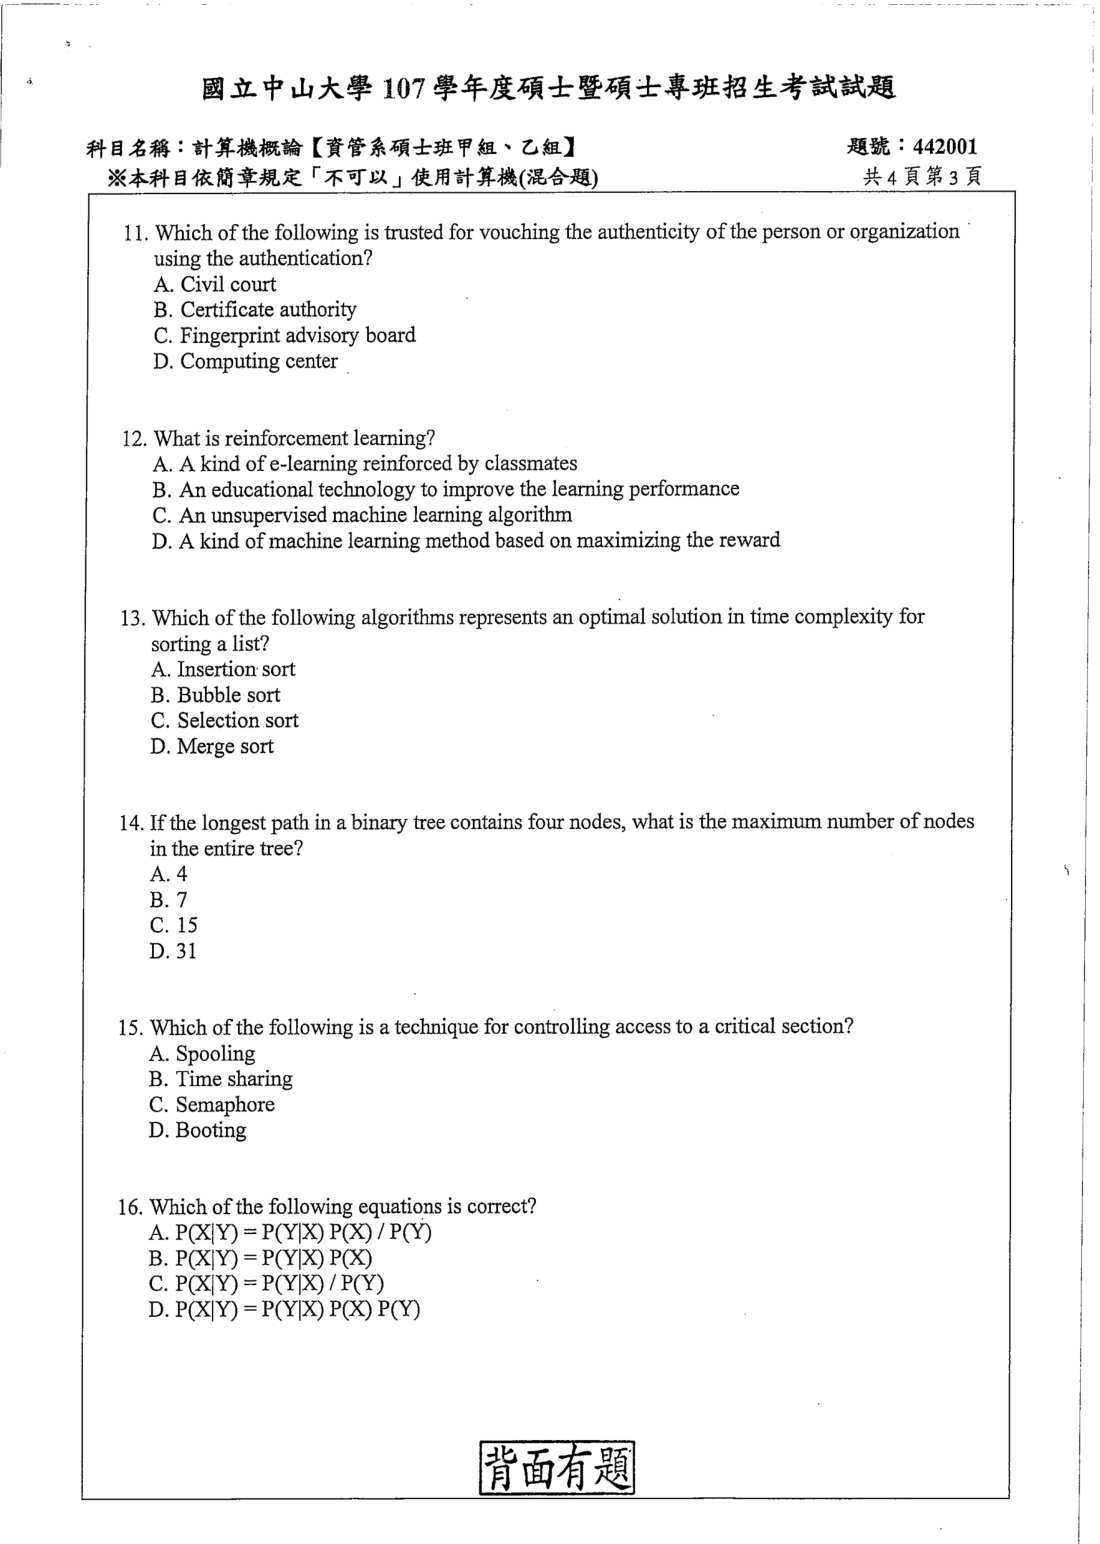 國立中山大學 107 學年度碩士暨碩士專班招生考試試題
科目名稱：計算機概論【資管系碩士班甲組、乙組】 題號：442001
※本科目依簡章規定「不可以」使用計算機(混合題) 共 4 頁第 3 頁
11. Which of the following is trusted for vouching the authenticity of the person or organization
using the authentication?
A. Civil court
B. Certificate authority
C. Fingerprint advisory board
D. Computing center
12. What is reinforcement learning?
A. A kind of e-learning reinforced by classmates
B. An educational technology to improve the learning performance
C. An unsupervised machine learning algorithm
D. A kind of machine learning method based on maximizing the reward
13. Which of the following algorithms represents an optimal solution in time complexity for
sorting a list?
A. Insertion sort
B. Bubble sort
C. Selection sort
D. Merge sort
14. If the longest path in a binary tree contains four nodes, what is the maximum number of nodes
in the entire tree?
A. 4
B. 7
C. 15
D. 31
15. Which of the following is a technique for controlling access to a critical section?
A. Spooling
B. Time sharing
C. Semaphore
D. Booting
16. Which of the following equations is correct?
A. P(X|Y) = P(Y|X) P(X) / P(Y)
B. P(X|Y) = P(Y|X) P(X)
C. P(X|Y) = P(Y|X) / P(Y)
D. P(X|Y) = P(Y|X) P(X) P(Y)
背面有題